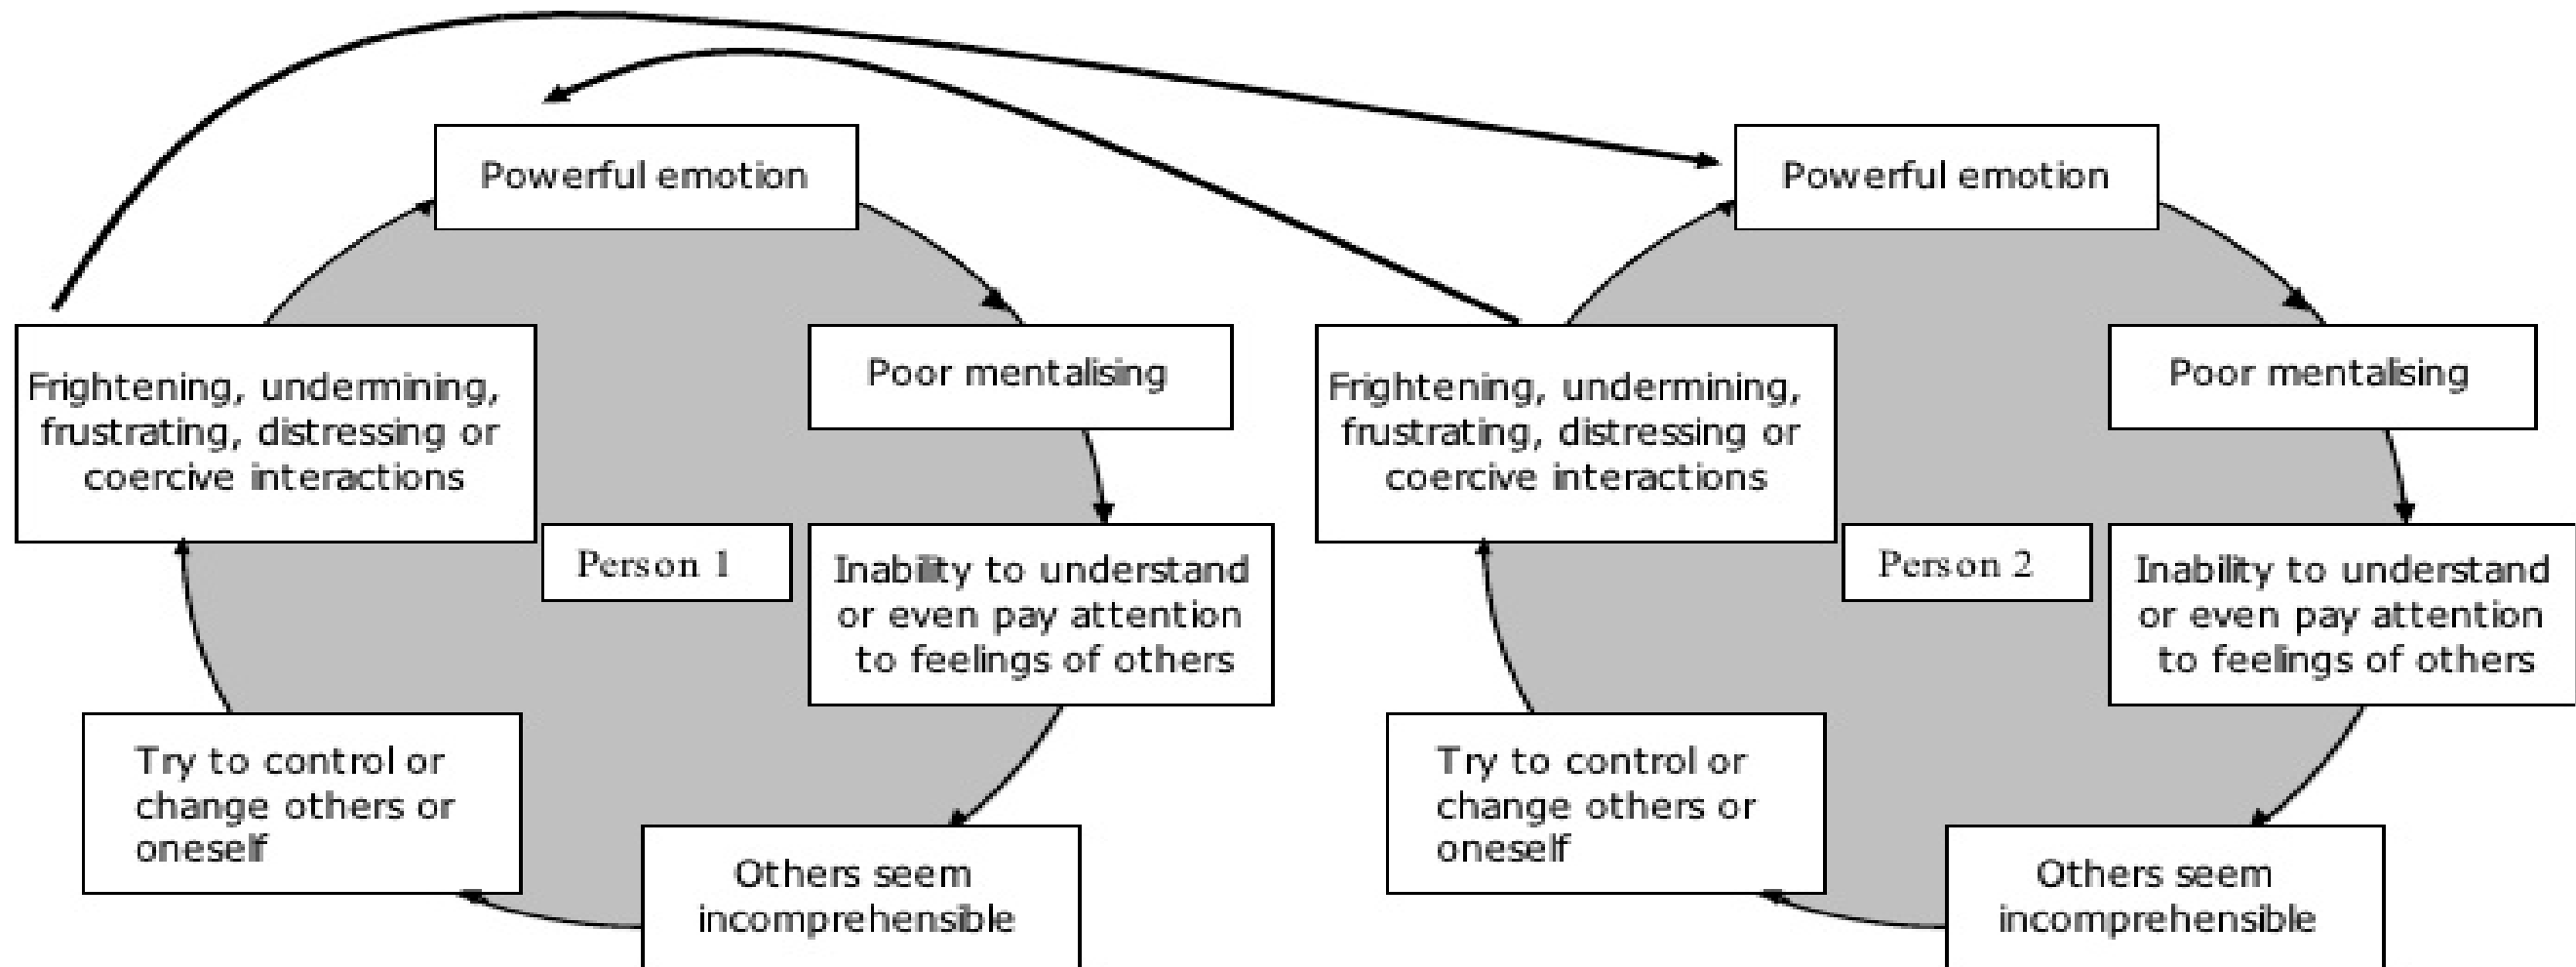 Powerful emotion
Poor mentalising
Frightening, undermining,
frustrating, distressing or
coercive interactions
Person 1
Inability to understand
or even pay attention
to feelings of others
Try to control or
change others or
oneself
Others seem
incomprehensible
Powerful emotion
Poor mentalising
Frightening, undermining,
frustrating, distressing or
coercive interactions
Person 2
Inability to understand
or even pay attention
to feelings of others
Try to control or
change others or
oneself
Others seem
incomprehensible